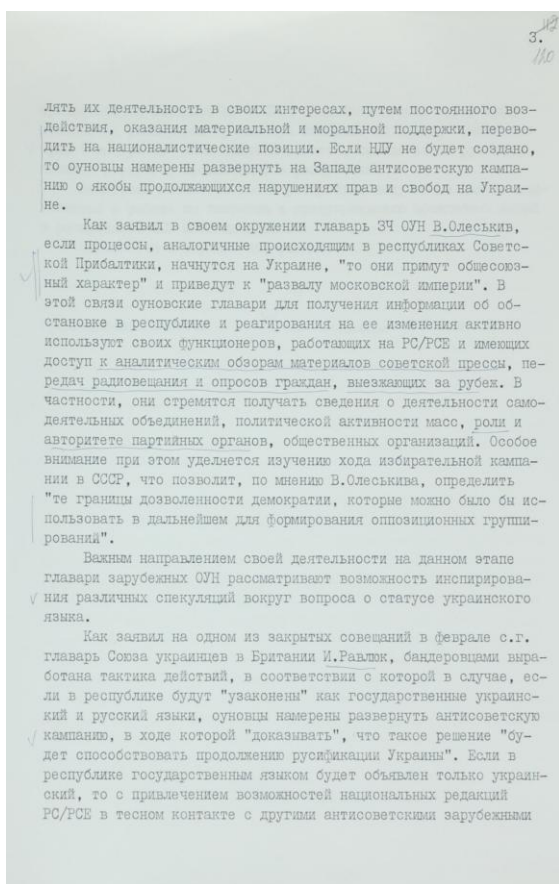 3.
лять их деятельность в своих интересах, путем постоянного воз-
действия, оказания материальной и моральной поддержки, перево-
дить на националистические позиции. Если НДУ не будет создано,
то оуновцы намерены развернуть на Западе антисоветскую кампа-
нию о якобы продолжающихся нарушениях прав и свобод на Украи-
не.
Как заявил в своем окружении главарь ЗЧ ОУН В.Олеськив,
если процессы, аналогичные происходящим в республиках Советс-
кой Прибалтики, начнутся на Украине, "то они примут общесоюз-
ный характер" и приведут к "развалу московской империи". В
этой связи оуновские главари для получения информации об об-
становке в республике и реагирования на ее изменения активно
используют своих функционеров, работающих на РС/РСЕ и имеющих
доступ к аналитическим обзорам материалов советской прессы, пе-
редач радиовещания и опросов граждан, выезжающих за рубеж. В
частности, они стремятся получать сведения о деятельности само-
деятельных объединений, политической активности масс, роли и
авторитете партийных органов, общественных организаций. Особое
внимание при этом уделяется изучению хода избирательной кампа-
нии в СССР, что позволит, по мнению В.Олеськива, определить
"те границы дозволенности демократии, которые можно было бы ис-
пользовать в дальнейшем для формирования оппозиционных группи-
рований".
Важным направлением своей деятельности на данном этапе
главари зарубежных ОУН рассматривают возможность инспирирова-
ния различных спекуляций вокруг вопроса о статусе украинского
языка.
Как заявил на одном из закрытых совещаний в феврале с.г.
главарь Союза украинцев в Британии И.Равлюк, бандеровцами выра-
ботана тактика действий, в соответствии с которой в случае, ес-
ли в республике будут "узаконены" как государственные украинс-
кий и русский языки, оуновцы намерены развернуть антисоветскую
кампанию, в ходе которой "доказывать", что такое решение "бу-
дет способствовать продолжению русификации Украины". Если в
республике государственным языком будет объявлен только украин-
ский, то с привлечением возможностей национальных редакций
РС/РСЕ в тесном контакте с другими антисоветскими зарубежными